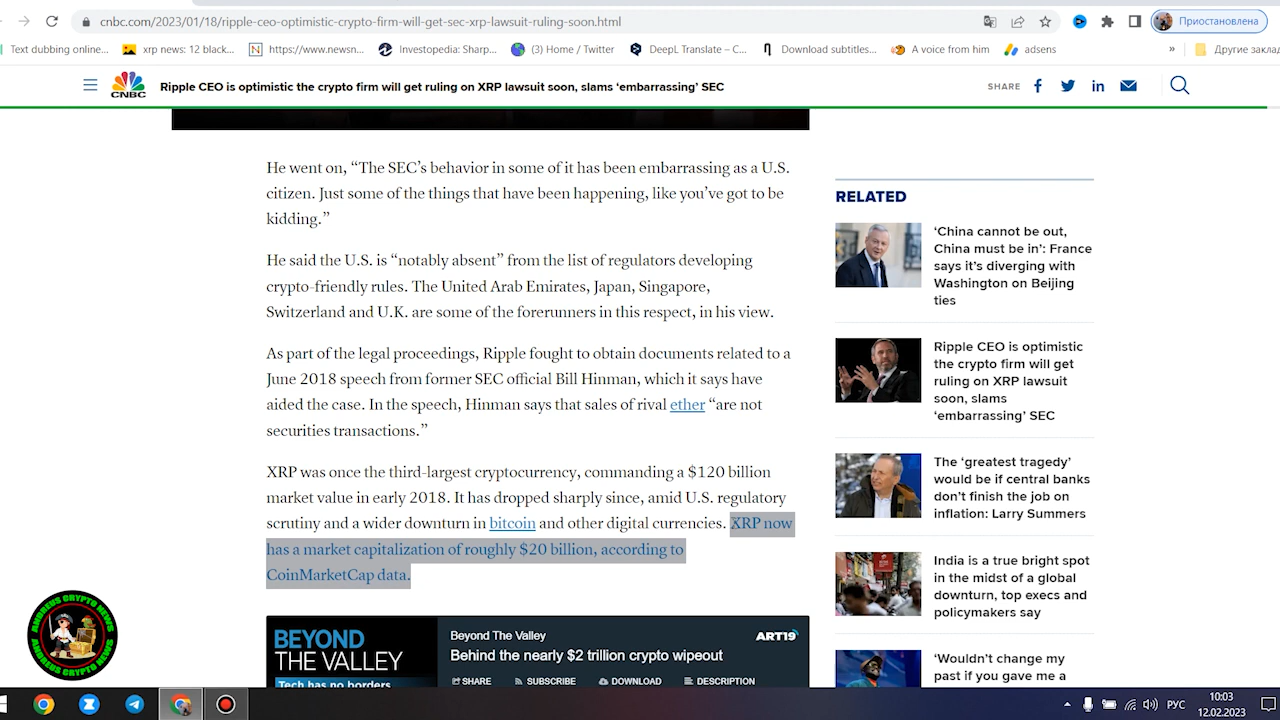 cnbc.com/2023/01/18/ripple-ceo-optimistic-crypto-firm-will-get-sec-xrp-lawsuit-ruling-soon.html
Приостановлена
Text dubbing online...
xrp news: 12 black...
https://www.newsn...
Investopedia: Sharp...
(3) Home / Twitter
DeepL Translate – C...
Download subtitles...
A voice from him
adsens
»
Другие закла
CNBC
Ripple CEO is optimistic the crypto firm will get ruling on XRP lawsuit soon, slams ‘embarrassing’ SEC
SHARE
He went on, “The SEC’s behavior in some of it has been embarrassing as a U.S.
citizen. Just some of the things that have been happening, like you’ve got to be
kidding.”
He said the U.S. is “notably absent” from the list of regulators developing
crypto-friendly rules. The United Arab Emirates, Japan, Singapore,
Switzerland and U.K. are some of the forerunners in this respect, in his view.
As part of the legal proceedings, Ripple fought to obtain documents related to a
June 2018 speech from former SEC official Bill Hinman, which it says have
aided the case. In the speech, Hinman says that sales of rival ether “are not
securities transactions.”
XRP was once the third-largest cryptocurrency, commanding a $120 billion
market value in early 2018. It has dropped sharply since, amid U.S. regulatory
scrutiny and a wider downturn in bitcoin and other digital currencies. XRP now
has a market capitalization of roughly $20 billion, according to
CoinMarketCap data.
RELATED
‘China cannot be out,
China must be in’: France
says it’s diverging with
Washington on Beijing
ties
Ripple CEO is optimistic
the crypto firm will get
ruling on XRP lawsuit
soon, slams
‘embarrassing’ SEC
The ‘greatest tragedy’
would be if central banks
don’t finish the job on
inflation: Larry Summers
India is a true bright spot
in the midst of a global
downturn, top execs and
policymakers say
‘Wouldn’t change my
past if you gave me a
BEYOND
THE VALLEY
Tech has no borders
Beyond The Valley
Behind the nearly $2 trillion crypto wipeout
ART19
SHARE
SUBSCRIBE
DOWNLOAD
DESCRIPTION
ANDREUS CRYPTO NEWS
ANDREUS CRYPTO NEWS
РУС
10:03
12.02.2023